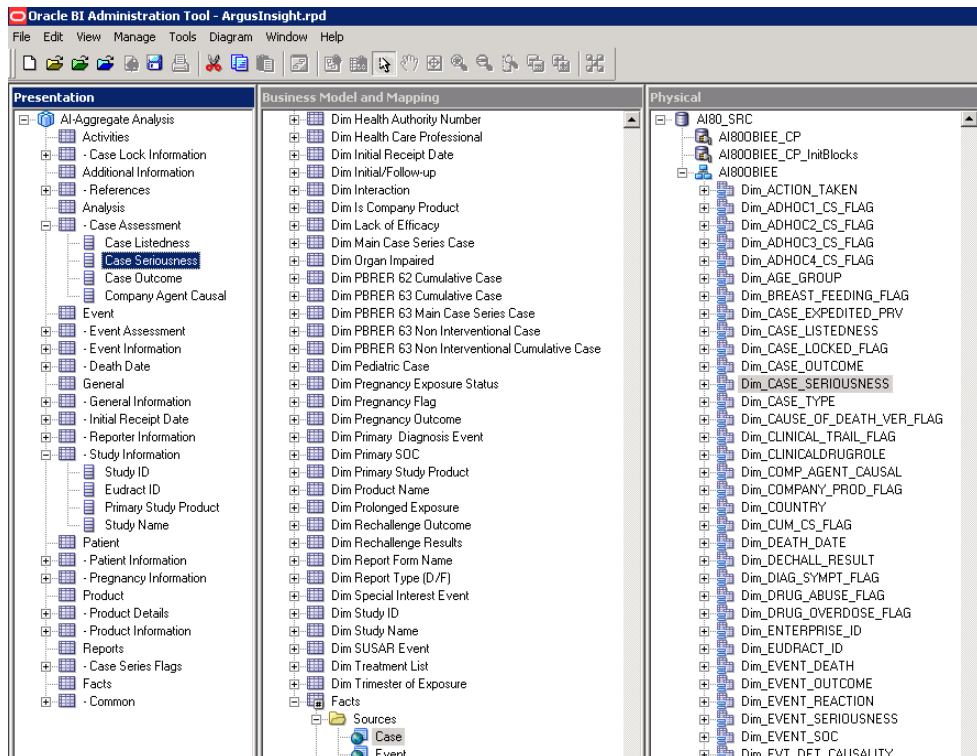 Oracle BI Administration Tool - ArgusInsight.rpd
File Edit View Manage Tools Diagram Window Help
Presentation
AI-Aggregate Analysis
Activities
- Case Lock Information
Additional Information
- References
Analysis
- Case Assessment
Case Listedness
Case Seriousness
Case Outcome
Company Agent Causal
Event
- Event Assessment
- Event Information
- Death Date
General
- General Information
- Initial Receipt Date
- Reporter Information
- Study Information
Study ID
Eudract ID
Primary Study Product
Study Name
Patient
- Patient Information
- Pregnancy Information
Product
- Product Details
- Product Information
Reports
- Case Series Flags
Facts
- Common
Business Model and Mapping
Dim Health Authority Number
Dim Health Care Professional
Dim Initial Receipt Date
Dim Initial/Follow-up
Dim Interaction
Dim Is Company Product
Dim Lack of Efficacy
Dim Main Case Series Case
Dim Organ Impaired
Dim PBRER 62 Cumulative Case
Dim PBRER 63 Cumulative Case
Dim PBRER 63 Main Case Series Case
Dim PBRER 63 Non Interventional Case
Dim PBRER 63 Non Interventional Cumulative Case
Dim Pediatric Case
Dim Pregnancy Exposure Status
Dim Pregnancy Flag
Dim Pregnancy Outcome
Dim Primary Diagnosis Event
Dim Primary SOC
Dim Primary Study Product
Dim Product Name
Dim Prolonged Exposure
Dim Rechallenge Outcome
Dim Rechallenge Results
Dim Report Form Name
Dim Report Type (D/F)
Dim Special Interest Event
Dim Study ID
Dim Study Name
Dim SUSAR Event
Dim Treatment List
Dim Trimester of Exposure
Facts
Sources
Case
Event
Physical
AI80_SRC
AI80OBIEE_CP
AI80OBIEE_CP_InitBlocks
AI80OBIEE
Dim_ACTION_TAKEN
Dim_ADHOC1_CS_FLAG
Dim_ADHOC2_CS_FLAG
Dim_ADHOC3_CS_FLAG
Dim_ADHOC4_CS_FLAG
Dim_AGE_GROUP
Dim_BREAST_FEEDING_FLAG
Dim_CASE_EXPEDITED_PRV
Dim_CASE_LISTEDNESS
Dim_CASE_LOCKED_FLAG
Dim_CASE_OUTCOME
Dim_CASE_SERIOUSNESS
Dim_CASE_TYPE
Dim_CAUSE_OF_DEATH_VER_FLAG
Dim_CLINICAL_TRAIL_FLAG
Dim_CLINICALDRUGROLE
Dim_COMP_AGENT_CAUSAL
Dim_COMPANY_PROD_FLAG
Dim_COUNTRY
Dim_CUM_CS_FLAG
Dim_DEATH_DATE
Dim_DECHALL_RESULT
Dim_DIAG_SYMPT_FLAG
Dim_DRUG_ABUSE_FLAG
Dim_DRUG_OVERDOSE_FLAG
Dim_ENTERPRISE_ID
Dim_EUDRACT_ID
Dim_EVENT_DEATH
Dim_EVENT_OUTCOME
Dim_EVENT_REACTION
Dim_EVENT_SERIOUSNESS
Dim_EVENT_SOC
Dim_EVT_DET_CAUSALITY